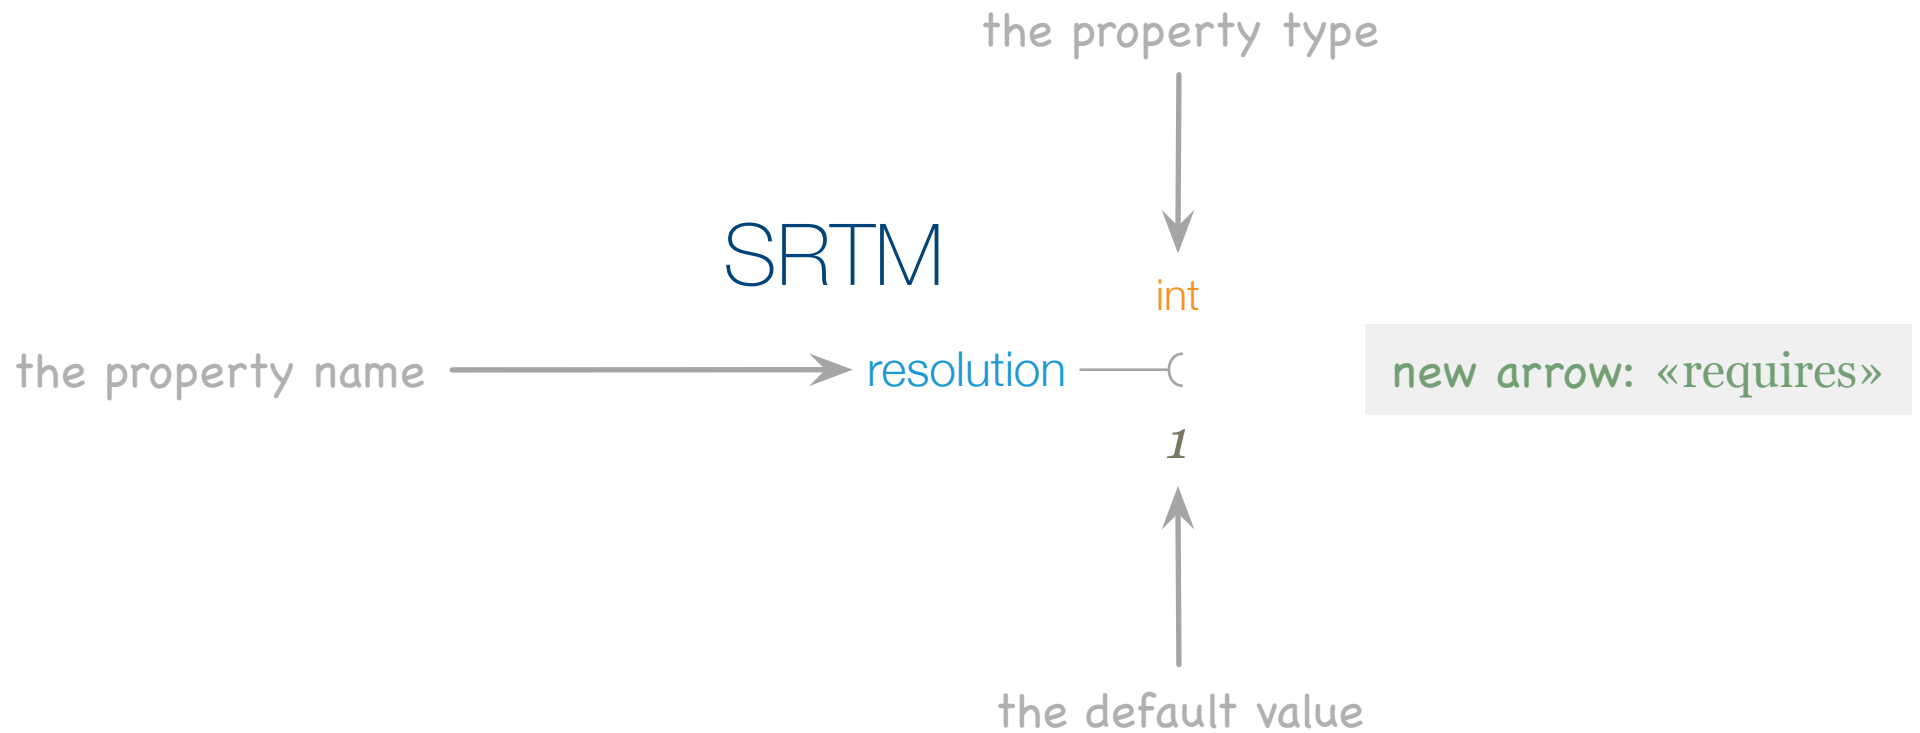 the property type
SRTM
int
the property name
resolution
new arrow: «requires»
1
the default value